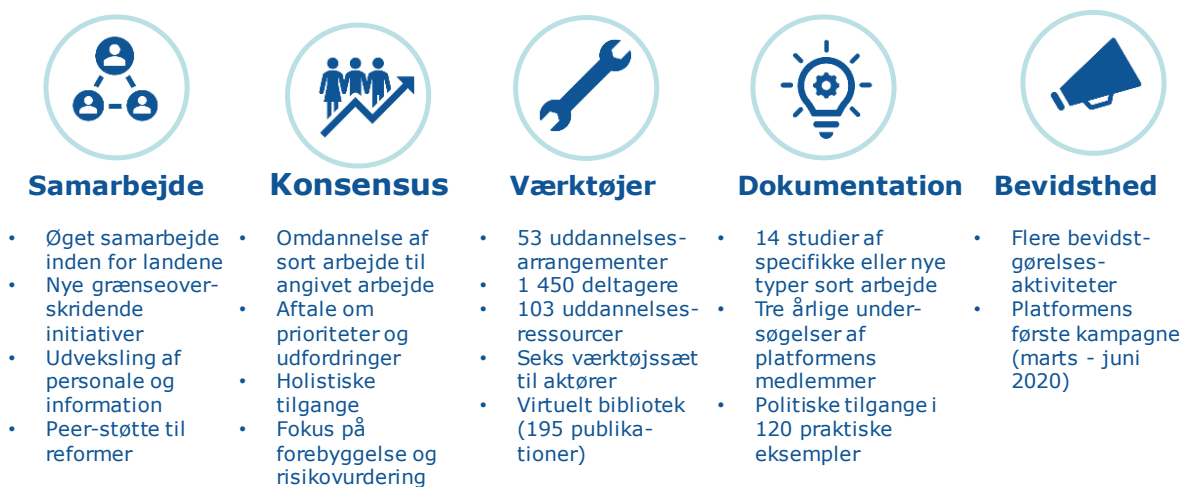 Samarbejde
Øget samarbejde
inden for landene
Nye grænseover-
skridende
initiativer
Udveksling af
personale og
information
Peer-støtte til
reformer
Konsensus
Omdannelse af
sort arbejde til
angivet arbejde
Aftale om
prioriteter og
udfordringer
Holistiske
tilgange
Fokus på
forebyggelse og
risikovurdering
Værktøjer
53 uddannelses-
arrangementer
1 450 deltagere
103 uddannelses-
ressourcer
Seks værktøjssæt
til aktører
Virtuelt bibliotek
(195 publika-
tioner)
Dokumentation
14 studier af
specifikke eller nye
typer sort arbejde
Tre årlige under-
søgelser af
platformens
medlemmer
Politiske tilgange i
120 praktiske
eksempler
Bevidsthed
Flere bevidst-
gørelses-
aktiviteter
Platformens
første kampagne
(marts - juni
2020)